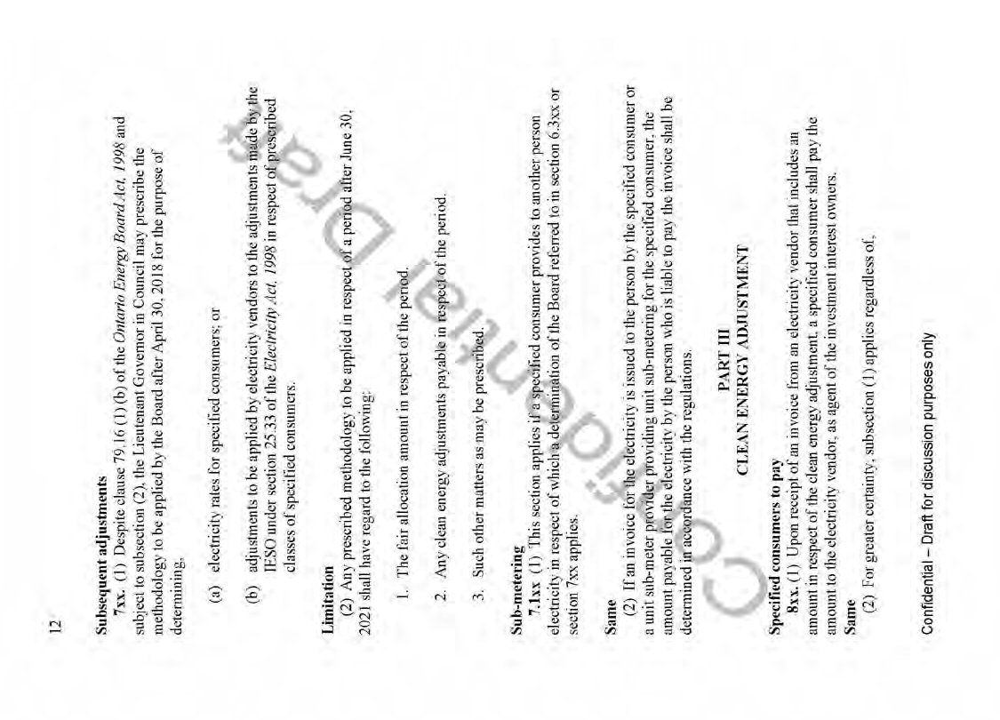 12
Subsequent adjustments
7xx. (1) Despite clause 79.16 (1) (b) of the Ontario Energy Board Act, 1998 and
subject to subsection (2), the Lieutenant Governor in Council may prescribe the
methodology to be applied by the Board after April 30, 2018 for the purpose of
determining,
(a) electricity rates for specified consumers; or
(b) adjustments to be applied by electricity vendors to the adjustments made by the
IESO under section 25.33 of the Electricity Act, 1998 in respect of prescribed
classes of specified consumers.
Limitation
(2) Any prescribed methodology to be applied in respect of a period after June 30,
2021 shall have regard to the following:
1. The fair allocation amount in respect of the period.
2. Any clean energy adjustments payable in respect of the period.
3. Such other matters as may be prescribed.
Sub-metering
7.1xx (1) This section applies if a specified consumer provides to another person
electricity in respect of which a determination of the Board referred to in section 6.3xx or
section 7xx applies.
Same
(2) If an invoice for the electricity is issued to the person by the specified consumer or
a unit sub-meter provider providing unit sub-metering for the specified consumer, the
amount payable for the electricity by the person who is liable to pay the invoice shall be
determined in accordance with the regulations.
PART III
CLEAN ENERGY ADJUSTMENT
Specified consumers to pay
8xx. (1) Upon receipt of an invoice from an electricity vendor that includes an
amount in respect of the clean energy adjustment, a specified consumer shall pay the
amount to the electricity vendor, as agent of the investment interest owners.
Same
(2) For greater certainty, subsection (1) applies regardless of,
Confidential – Draft for discussion purposes only
Confidential Draft